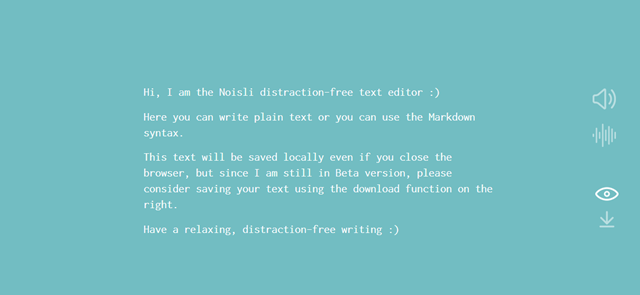 Hi, I am the Noisli distraction-free text editor :)
Here you can write plain text or you can use the Markdown
syntax.
This text will be saved locally even if you close the
browser, but since I am still in Beta version, please
consider saving your text using the download function on the
right.
Have a relaxing, distraction-free writing :)